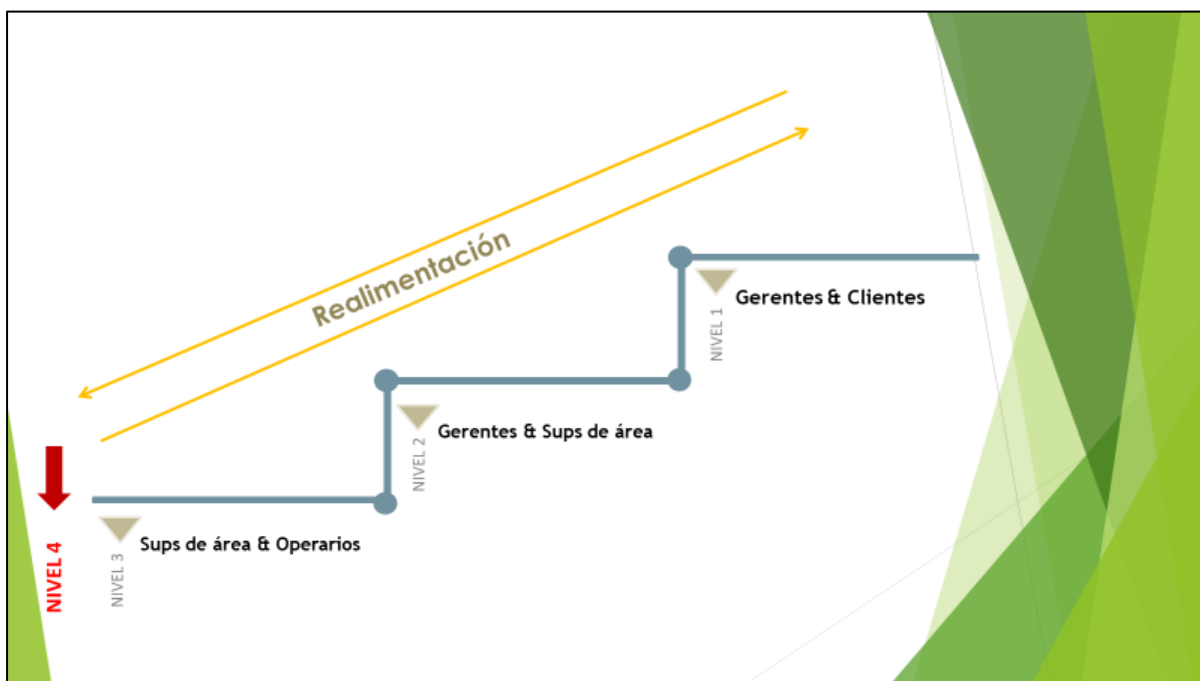 Realimentación
NIVEL 1
Gerentes & Clientes
NIVEL 2
Gerentes & Sups de área
NIVEL 3
Sups de área & Operarios
NIVEL 4